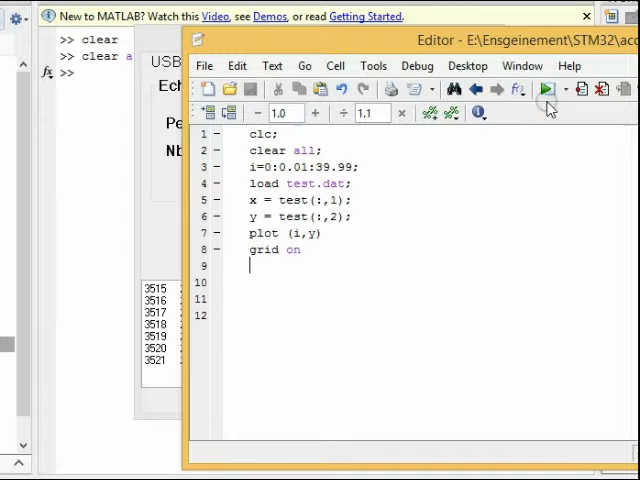 New to MATLAB? Watch this Video, see Demos, or read Getting Started.
>> clear
>> clear a
fx >>
USB
Ech
Pe
Nb
3515
3516
3517
3518
3519
3520
3521
Editor - E:\Ensgeinement\STM32\acc
File Edit Text Go Cell Tools Debug Desktop Window Help
1.0 1.1
1 clc;
2 clear all;
3 i=0:0.01:39.99;
4 load test.dat;
5 x = test(:,1);
6 y = test(:,2);
7 plot (i,y)
8 grid on
9
10
11
12